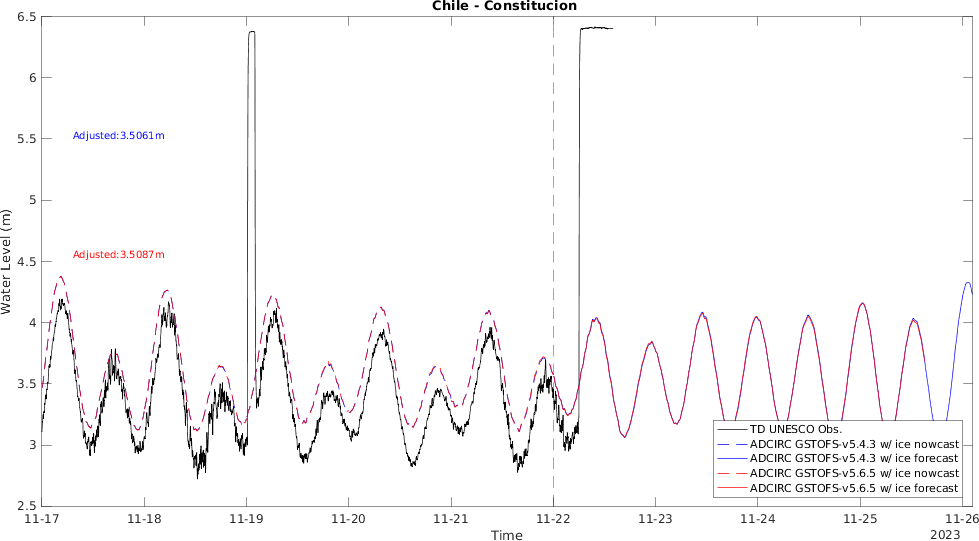 Chile - Constitucion
6.5
6
5.5
5
4.5
4
3.5
3
2.5
Water Level (m)
Adjusted:3.5061m
Adjusted:3.5087m
TD UNESCO Obs.
ADCIRC GSTOFS-v5.4.3 w/ ice nowcast
ADCIRC GSTOFS-v5.4.3 w/ ice forecast
ADCIRC GSTOFS-v5.6.5 w/ ice nowcast
ADCIRC GSTOFS-v5.6.5 w/ ice forecast
11-17 11-18 11-19 11-20 11-21 11-22 11-23 11-24 11-25 11-26
Time
2023